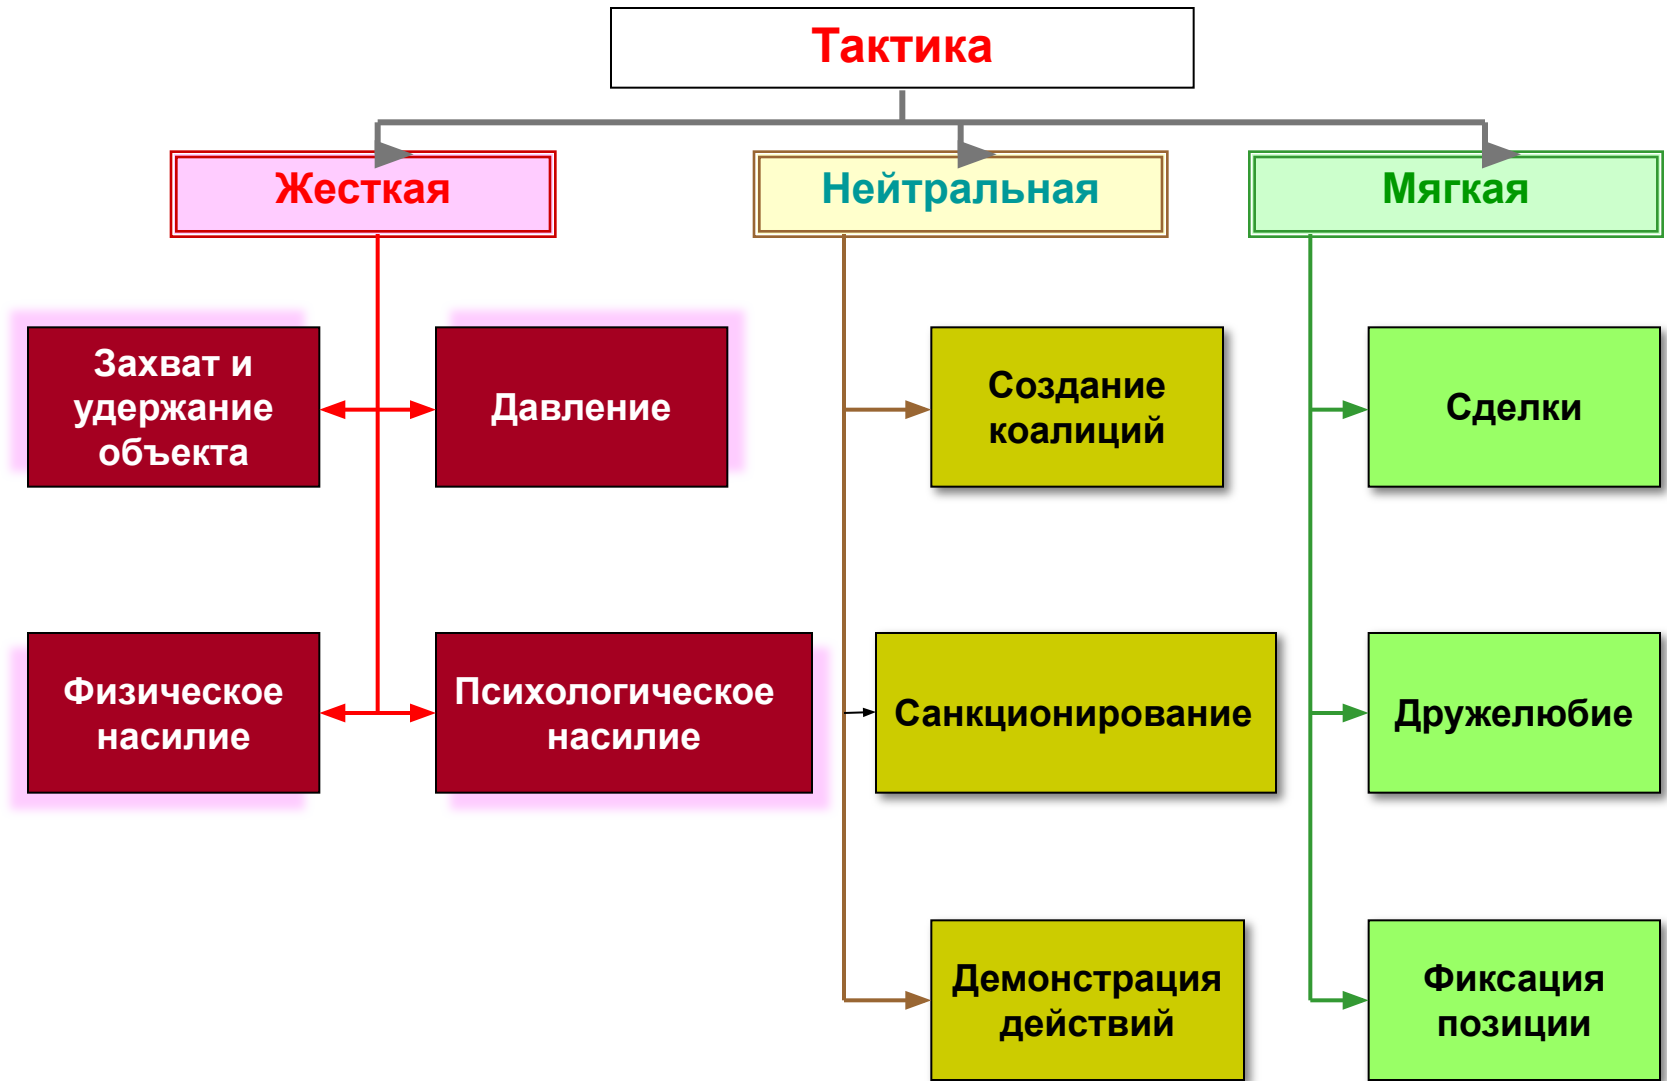 Тактика
Жесткая
Нейтральная
Мягкая
Захват и
удержание
объекта
Давление
Создание
коалиций
Сделки
Физическое
насилие
Психологическое
насилие
Санкционирование
Дружелюбие
Демонстрация
действий
Фиксация
позиции